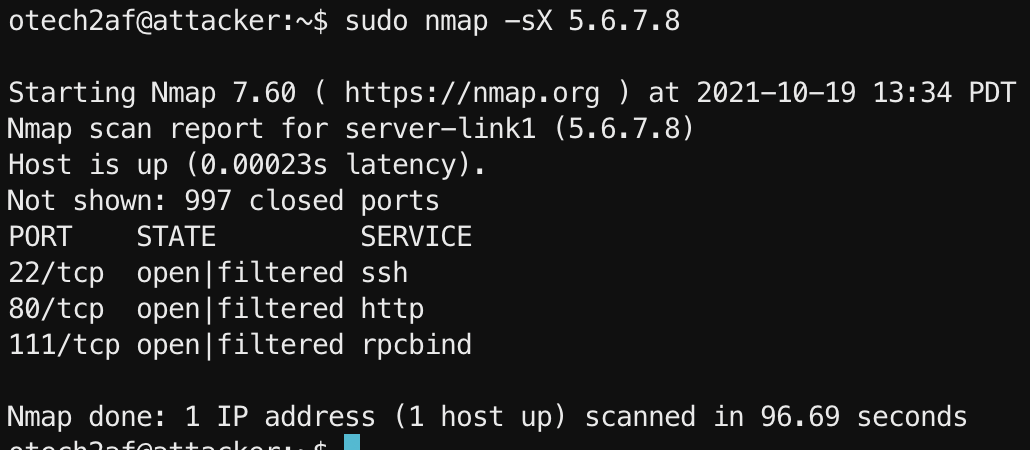 otech2af@attacker:~$ sudo nmap -sX 5.6.7.8
Starting Nmap 7.60 ( https://nmap.org ) at 2021-10-19 13:34 PDT
Nmap scan report for server-link1 (5.6.7.8)
Host is up (0.00023s latency).
Not shown: 997 closed ports
PORT    STATE         SERVICE
22/tcp  open|filtered ssh
80/tcp  open|filtered http
111/tcp open|filtered rpcbind
Nmap done: 1 IP address (1 host up) scanned in 96.69 seconds
otech2af@attacker:~$